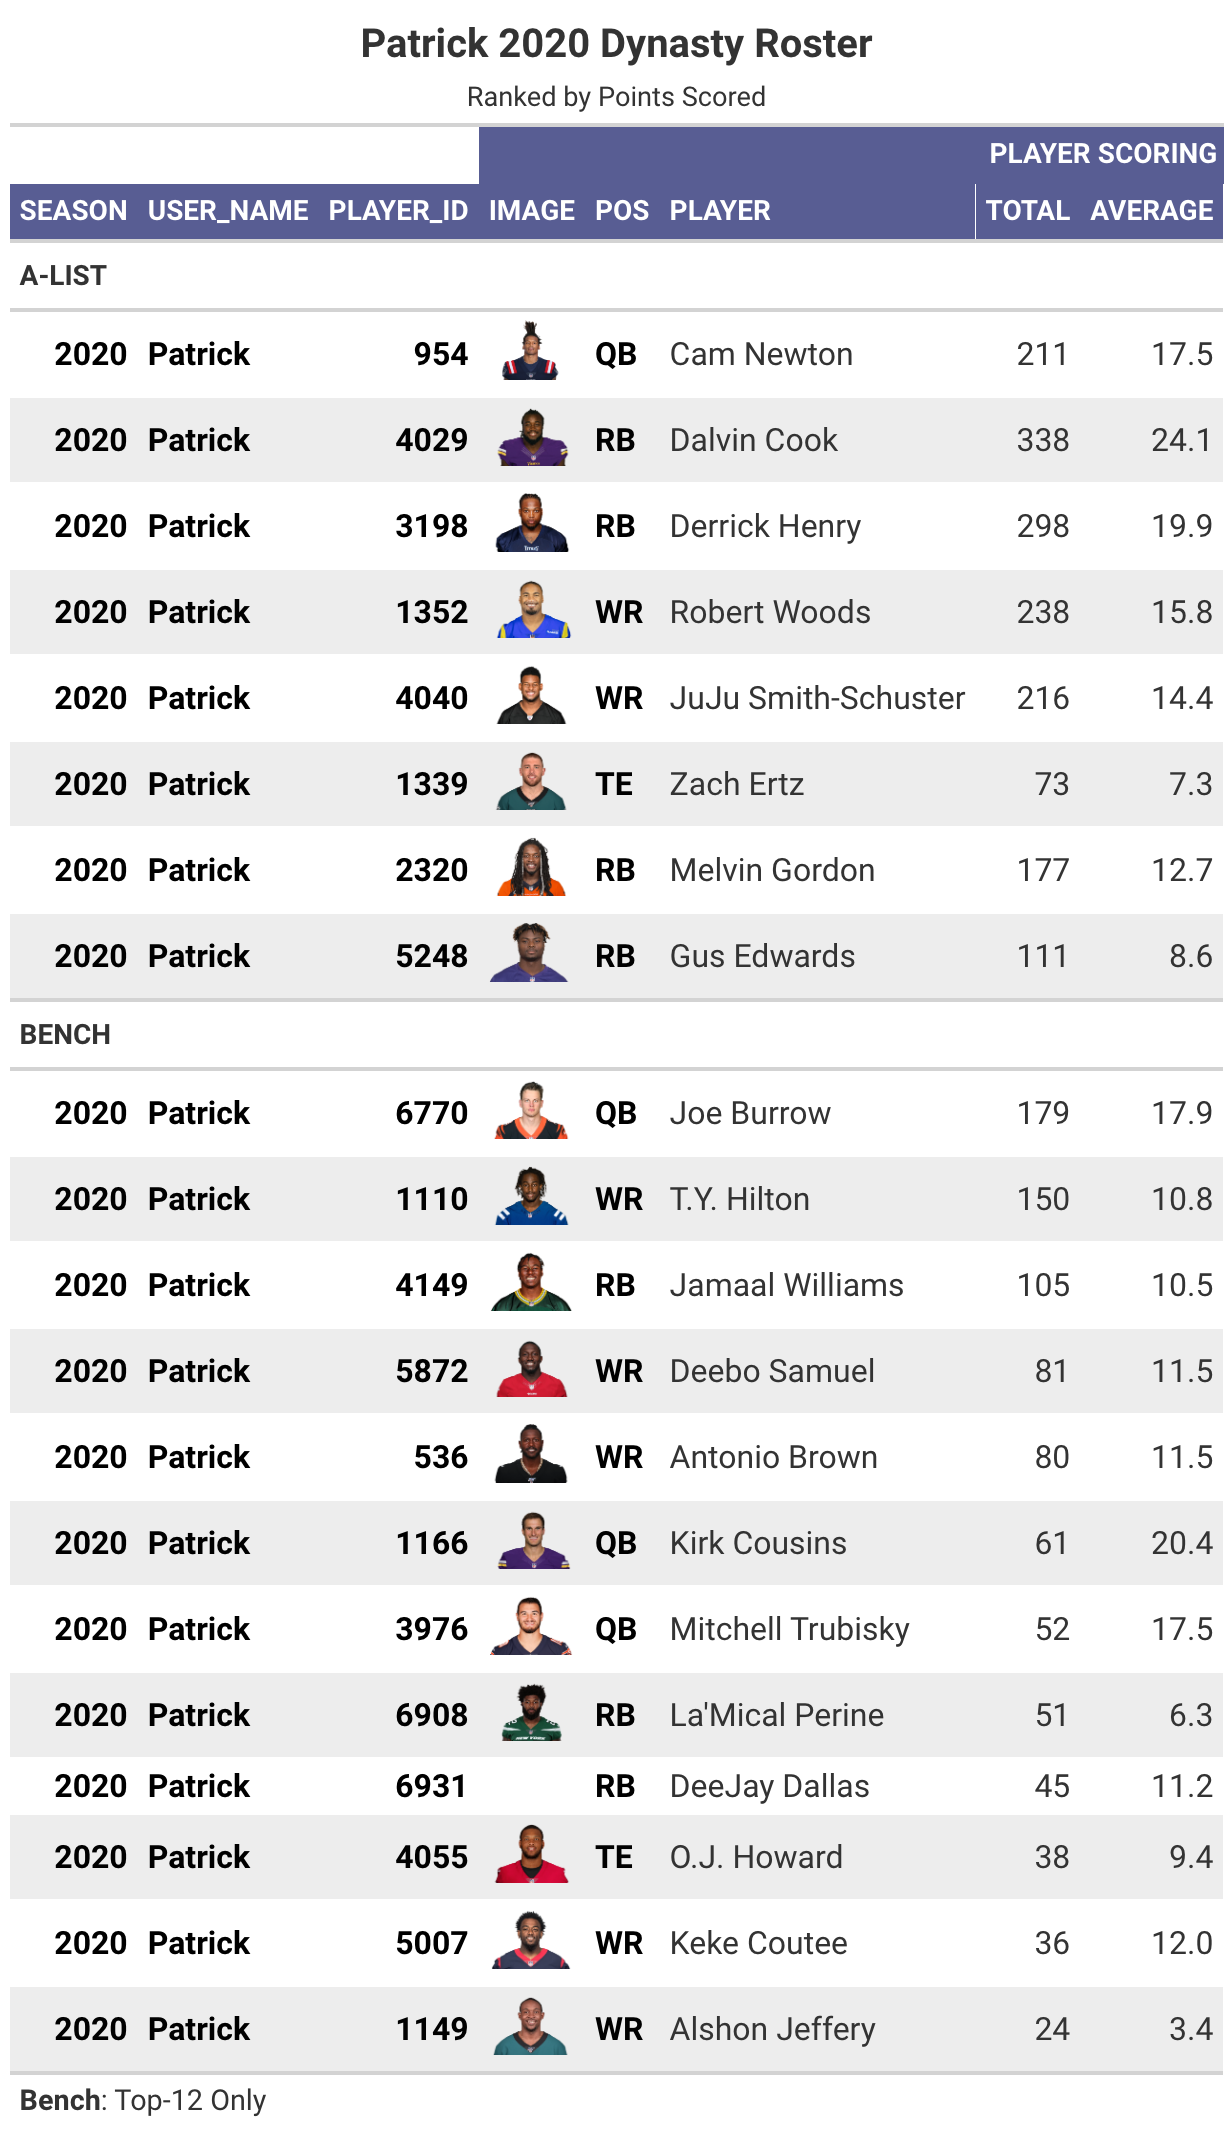 Patrick 2020 Dynasty Roster
Ranked by Points Scored
PLAYER SCORING
SEASON USER_NAME PLAYER_ID IMAGE POS PLAYER TOTAL AVERAGE
A-LIST
2020 Patrick 954 QB Cam Newton 211 17.5
2020 Patrick 4029 RB Dalvin Cook 338 24.1
2020 Patrick 3198 RB Derrick Henry 298 19.9
2020 Patrick 1352 WR Robert Woods 238 15.8
2020 Patrick 4040 WR JuJu Smith-Schuster 216 14.4
2020 Patrick 1339 TE Zach Ertz 73 7.3
2020 Patrick 2320 RB Melvin Gordon 177 12.7
2020 Patrick 5248 RB Gus Edwards 111 8.6
BENCH
2020 Patrick 6770 QB Joe Burrow 179 17.9
2020 Patrick 1110 WR T.Y. Hilton 150 10.8
2020 Patrick 4149 RB Jamaal Williams 105 10.5
2020 Patrick 5872 WR Deebo Samuel 81 11.5
2020 Patrick 536 WR Antonio Brown 80 11.5
2020 Patrick 1166 QB Kirk Cousins 61 20.4
2020 Patrick 3976 QB Mitchell Trubisky 52 17.5
2020 Patrick 6908 RB La'Mical Perine 51 6.3
2020 Patrick 6931 RB DeeJay Dallas 45 11.2
2020 Patrick 4055 TE O.J. Howard 38 9.4
2020 Patrick 5007 WR Keke Coutee 36 12.0
2020 Patrick 1149 WR Alshon Jeffery 24 3.4
Bench: Top-12 Only